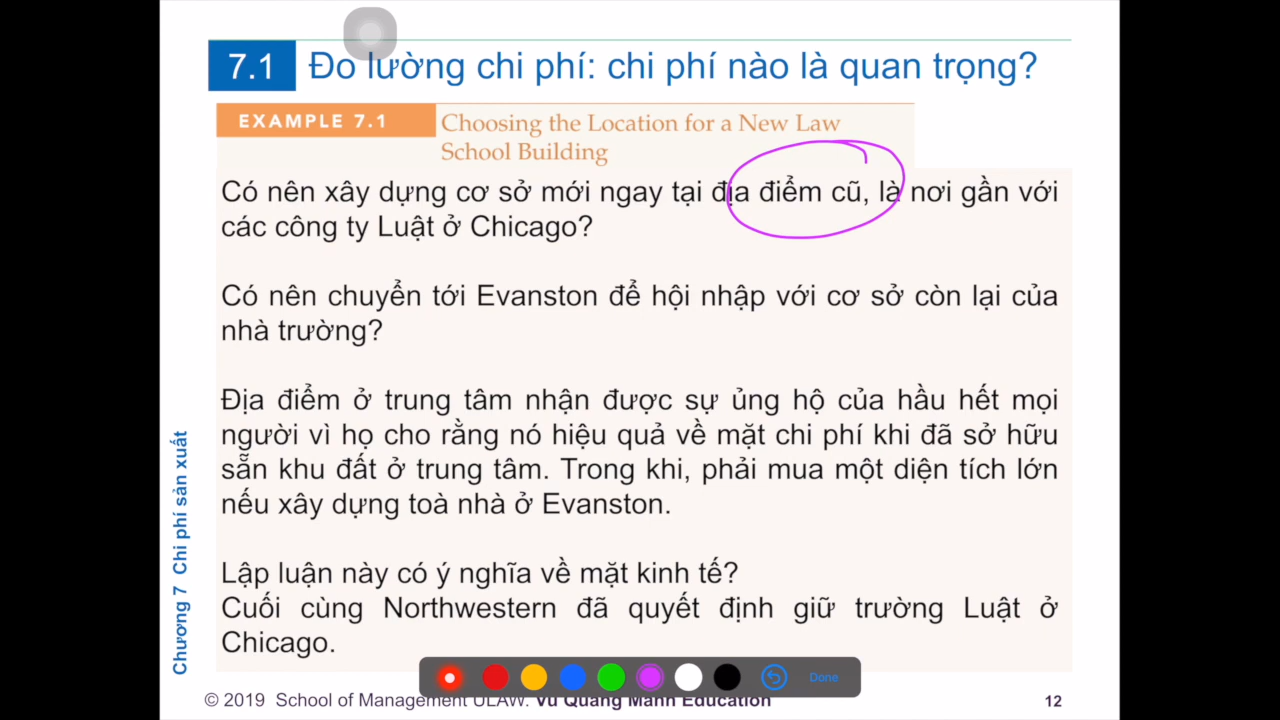 7.1 Đo lường chi phí: chi phí nào là quan trọng?
EXAMPLE 7.1 Choosing the Location for a New Law
School Building
Có nên xây dựng cơ sở mới ngay tại địa điểm cũ, là nơi gần với
các công ty Luật ở Chicago?
Có nên chuyển tới Evanston để hội nhập với cơ sở còn lại của
nhà trường?
Địa điểm ở trung tâm nhận được sự ủng hộ của hầu hết mọi
người vì họ cho rằng nó hiệu quả về mặt chi phí khi đã sở hữu
sẵn khu đất ở trung tâm. Trong khi, phải mua một diện tích lớn
nếu xây dựng toà nhà ở Evanston.
Lập luận này có ý nghĩa về mặt kinh tế?
Cuối cùng Northwestern đã quyết định giữ trường Luật ở
Chicago.
Chương 7 Chi phí sản xuất
Done
© 2019 School of Management ULAW. Vũ Quang Mạnh Education
12